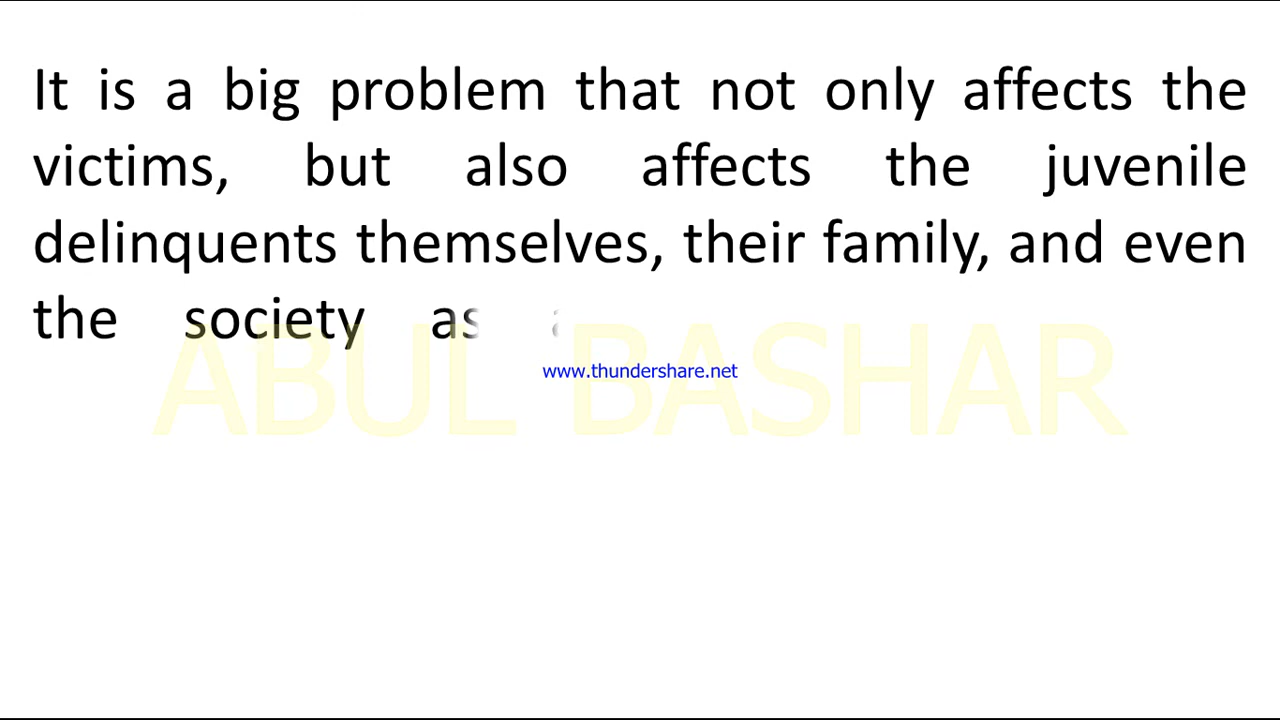 It is a big problem that not only affects the
victims, but also affects the juvenile
delinquents themselves, their family, and even
the society as
www.thundershare.net
ABUL BASHAR